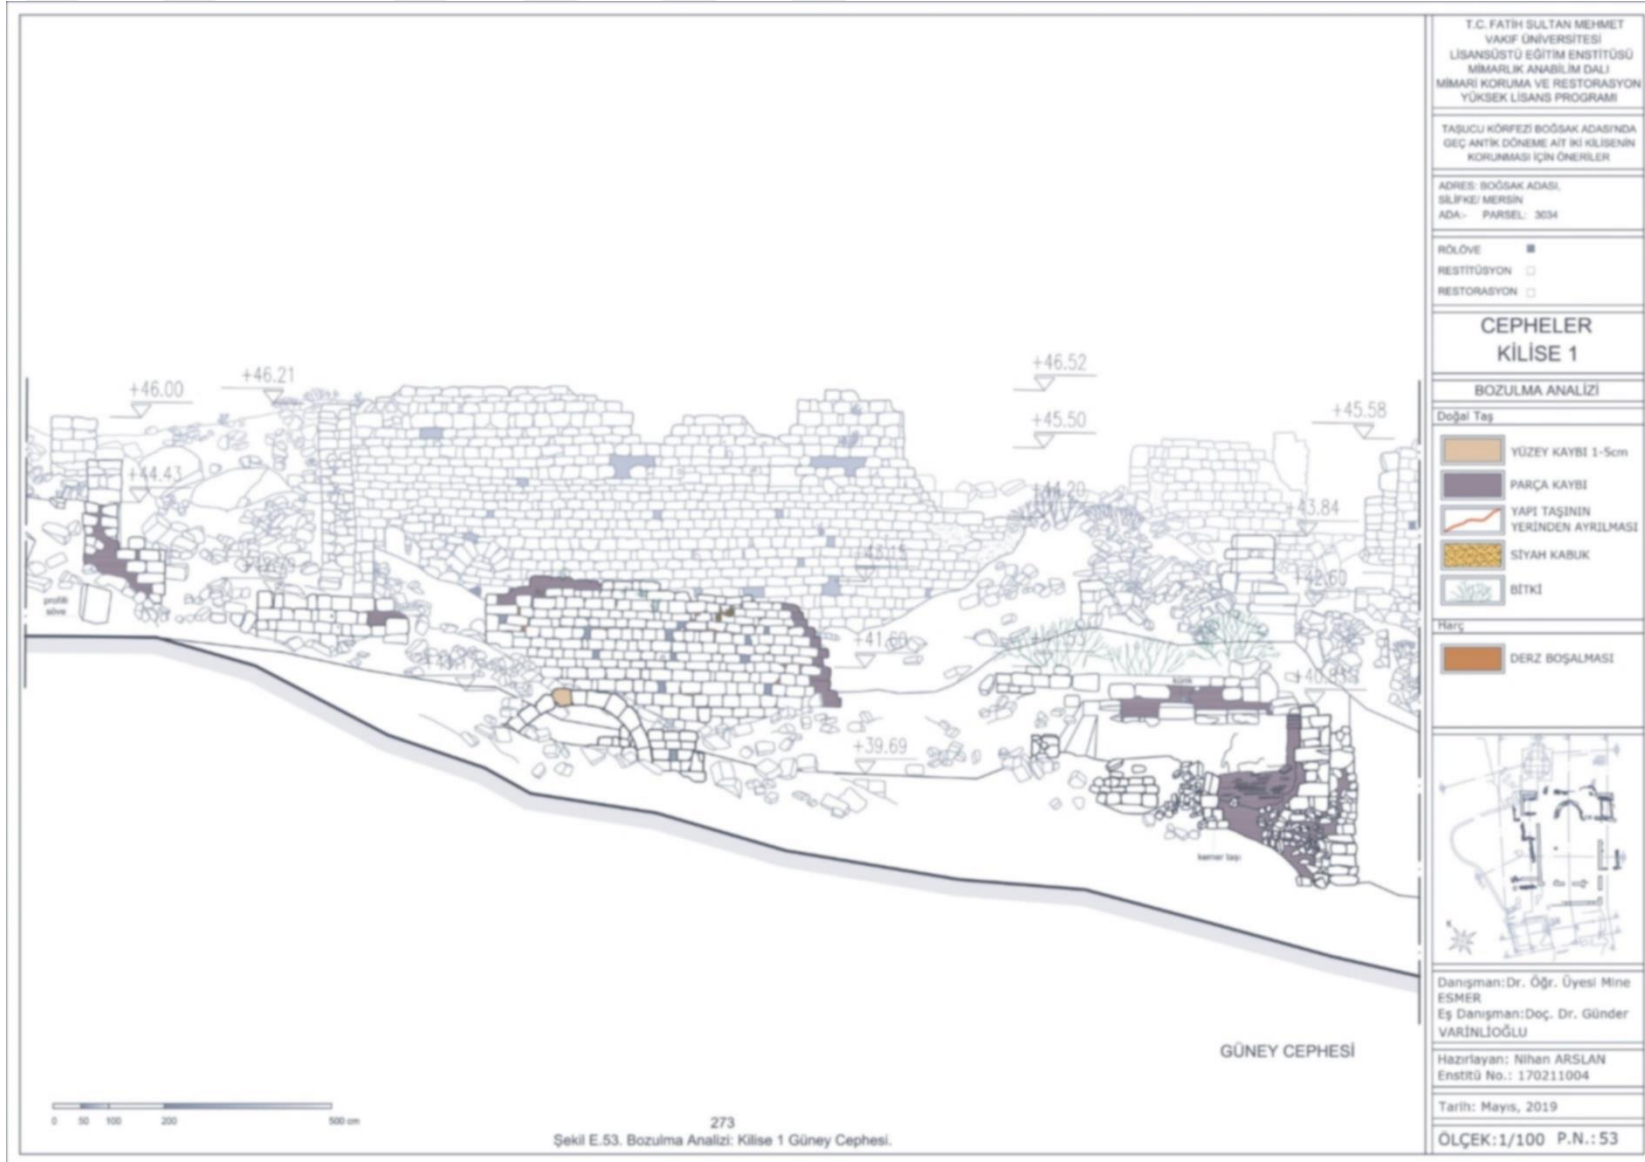 T.C. FATİH SULTAN MEHMET
VAKIF ÜNİVERSİTESİ
LİSANSÜSTÜ EĞİTİM ENSTİTÜSÜ
MİMARLIK ANABİLİM DALI
MİMARİ KORUMA VE RESTORASYON
YÜKSEK LİSANS PROGRAMI
TAŞUCU KÖRFEZİ BOĞSAK ADASI'NDA
GEÇ ANTİK DÖNEME AİT İKİ KİLİSENİN
KORUNMASI İÇİN ÖNERİLER
ADRES: BOĞSAK ADASI,
SİLİFKE/ MERSİN
ADA:- PARSEL: 3034
RÖLÖVE
RESTİTÜSYON
RESTORASYON
CEPHELER
KİLİSE 1
BOZULMA ANALİZİ
Doğal Taş
YÜZEY KAYBI 1-5cm
PARÇA KAYBI
YAPI TAŞININ
YERİNDEN AYRILMASI
SİYAH KABUK
BİTKİ
Harç
DERZ BOŞALMASI
+46.00
+46.21
+46.52
+45.50
+45.58
+44.43
+44.20
+43.84
+41.60
+39.69
profilli
söve
künk
kemer taşı
K
Danışman:Dr. Öğr. Üyesi Mine
ESMER
Eş Danışman:Doç. Dr. Günder
VARİNLİOĞLU
Hazırlayan: Nihan ARSLAN
Enstitü No.: 170211004
Tarih: Mayıs, 2019
ÖLÇEK:1/100 P.N.: 53
GÜNEY CEPHESİ
0 50 100 200 500 cm
273
Şekil E.53. Bozulma Analizi: Kilise 1 Güney Cephesi.